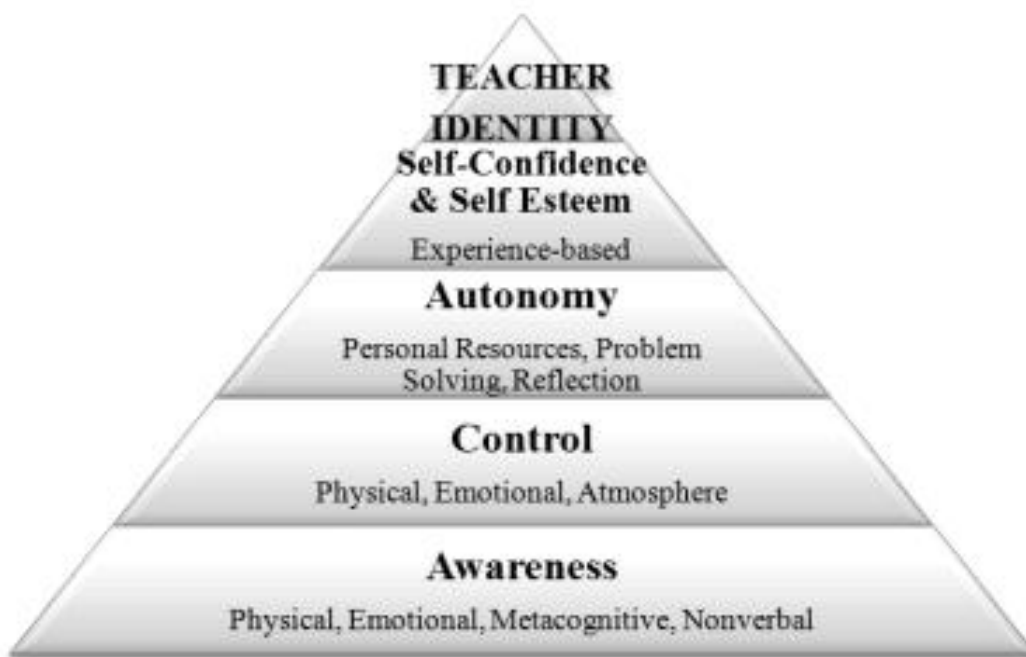 TEACHER
IDENTITY
Self-Confidence
& Self Esteem
Experience-based
Autonomy
Personal Resources, Problem
Solving, Reflection
Control
Physical, Emotional, Atmosphere
Awareness
Physical, Emotional, Metacognitive, Nonverbal